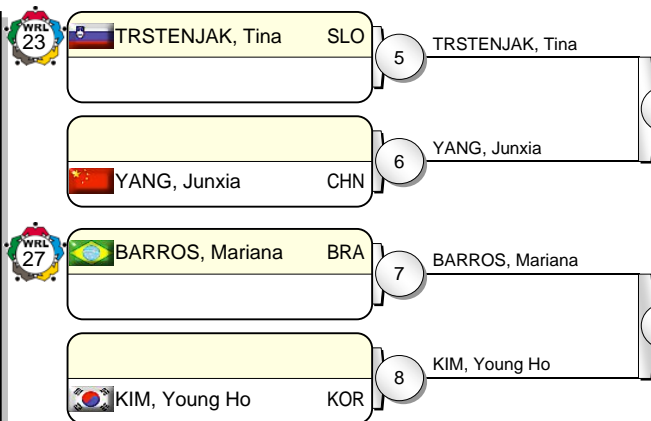 WRL
23
TRSTENJAK, Tina SLO
5
TRSTENJAK, Tina
6
YANG, Junxia
YANG, Junxia CHN
WRL
27
BARROS, Mariana BRA
7
BARROS, Mariana
8
KIM, Young Ho
KIM, Young Ho KOR